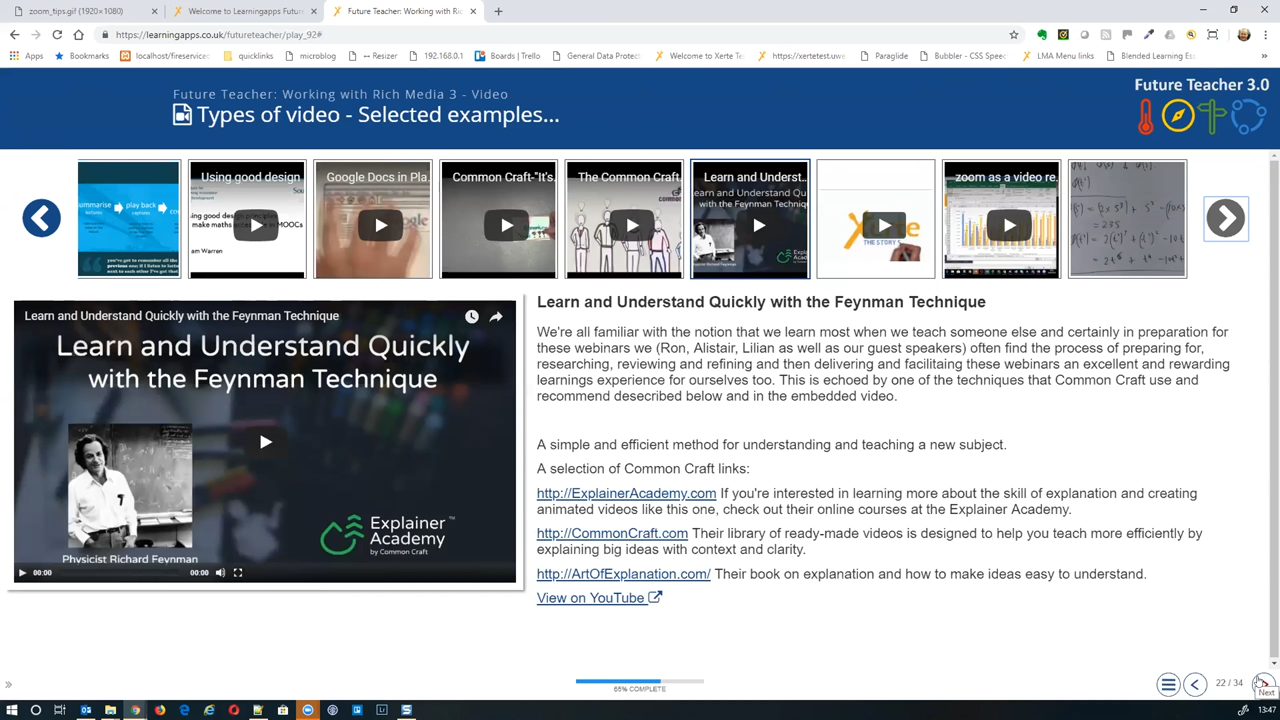 zoom_tips.gif (1920×1080)
Welcome to Learningapps Futur
Future Teacher: Working with Ric
https://learningapps.co.uk/futureteacher/play_92#
Apps
Bookmarks
localhost/fireservice
quicklinks
microblog
↔ Resizer
192.168.0.1
Boards | Trello
General Data Protect
Welcome to Xerte Te
https://xertetest.uwe
Paraglide
Bubbler - CSS Speec
LMA Menu links
Blended Learning Es
Future Teacher: Working with Rich Media 3 - Video
Types of video - Selected examples...
Future Teacher 3.0
play back
Using good design
Google Docs in Pla..
Common Craft-"It's.
The Common Craft
Learn and Underst...
zoom as a video re.
Learn and Understand Quickly with the Feynman Technique
We're all familiar with the notion that we learn most when we teach someone else and certainly in preparation for
these webinars we (Ron, Alistair, Lilian as well as our guest speakers) often find the process of preparing for,
researching, reviewing and refining and then delivering and facilitaing these webinars an excellent and rewarding
learnings experience for ourselves too. This is echoed by one of the techniques that Common Craft use and
recommend desecribed below and in the embedded video.
A simple and efficient method for understanding and teaching a new subject.
A selection of Common Craft links:
http://ExplainerAcademy.com If you're interested in learning more about the skill of explanation and creating
animated videos like this one, check out their online courses at the Explainer Academy.
http://CommonCraft.com Their library of ready-made videos is designed to help you teach more efficiently by
explaining big ideas with context and clarity.
http://ArtOfExplanation.com/ Their book on explanation and how to make ideas easy to understand.
View on YouTube
Learn and Understand Quickly with the Feynman Technique
Learn and Understand Quickly
with the Feynman Technique
Explainer
Academy
by Common Craft
Physicist Richard Feynman
00:00
00:00
65% COMPLETE
22 / 34
Next
13:47